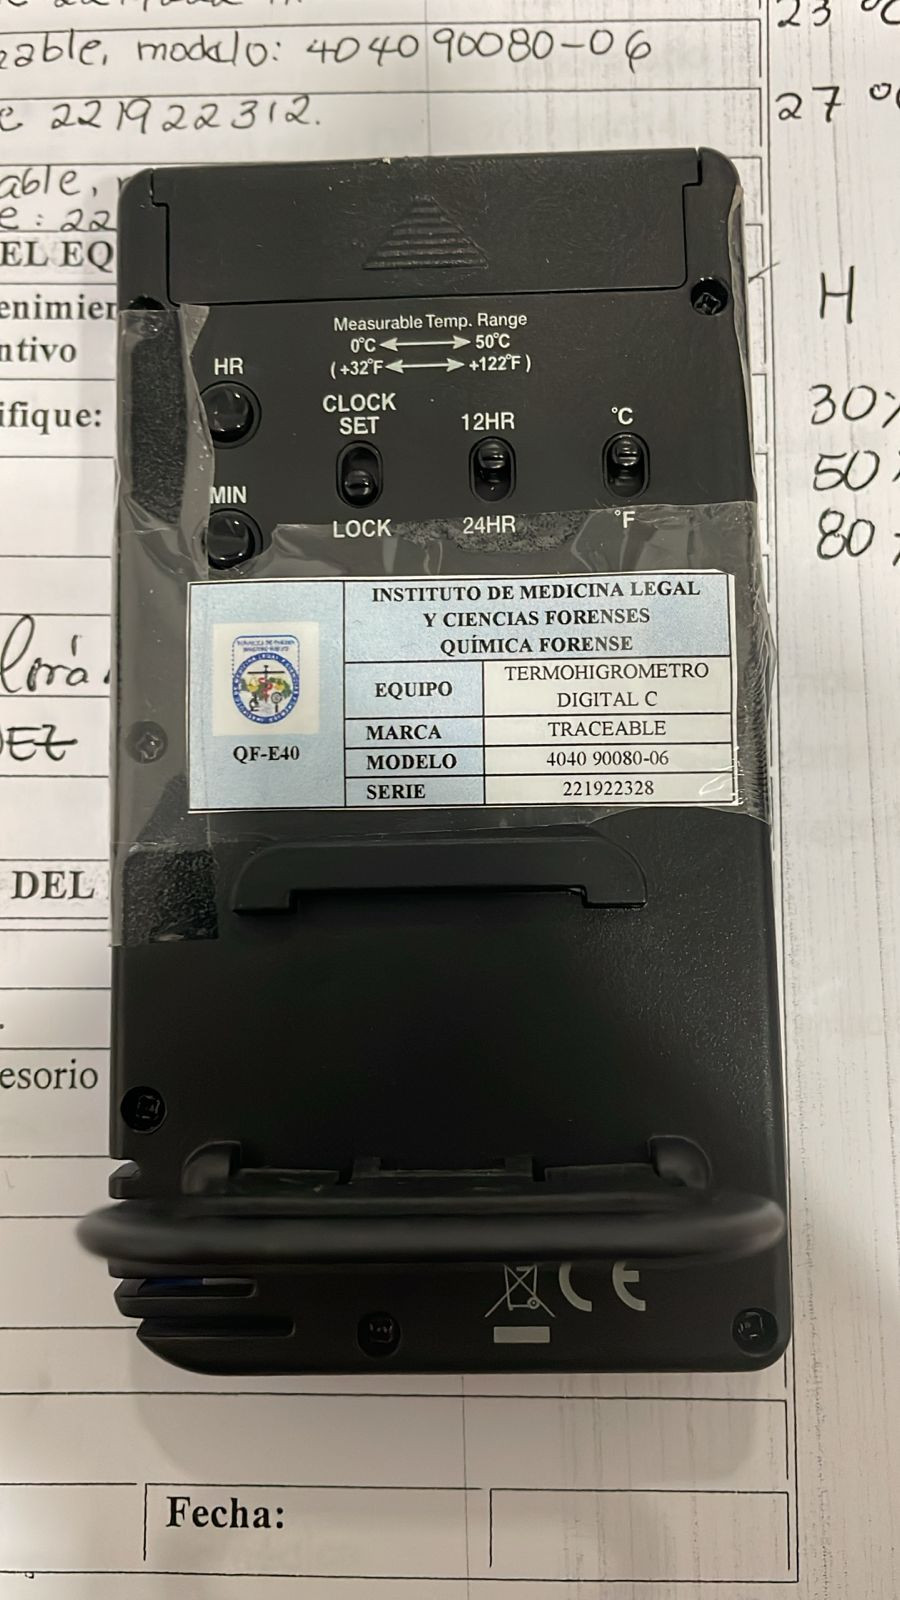 23 °C
able, modelo: 4040 90080-06
27 °
e 221922312.
able,
e: 22
EL EQ
enimien
ntivo
ifique:
H
30%
50
80
Measurable Temp. Range
0°C 50°C
(+32°F +122°F)
HR
CLOCK
SET
12HR
°C
MIN
LOCK
24HR
°F
INSTITUTO DE MEDICINA LEGAL
Y CIENCIAS FORENSES
QUÍMICA FORENSE
QF-E40
EQUIPO TERMOHIGROMETRO
DIGITAL C
MARCA TRACEABLE
MODELO 4040 90080-06
SERIE 221922328
DEZ
DEL
esorio
CE
Fecha: